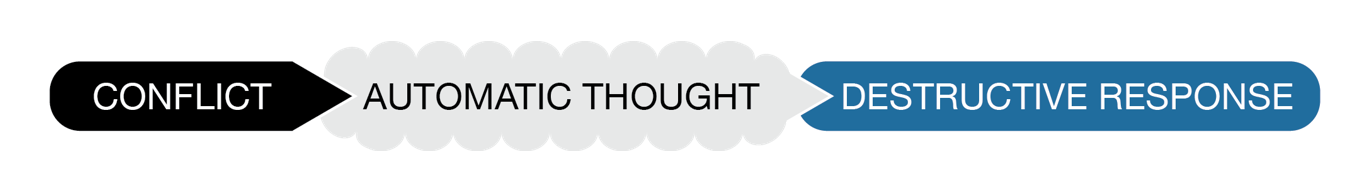 CONFLICT AUTOMATIC THOUGHT DESTRUCTIVE RESPONSE